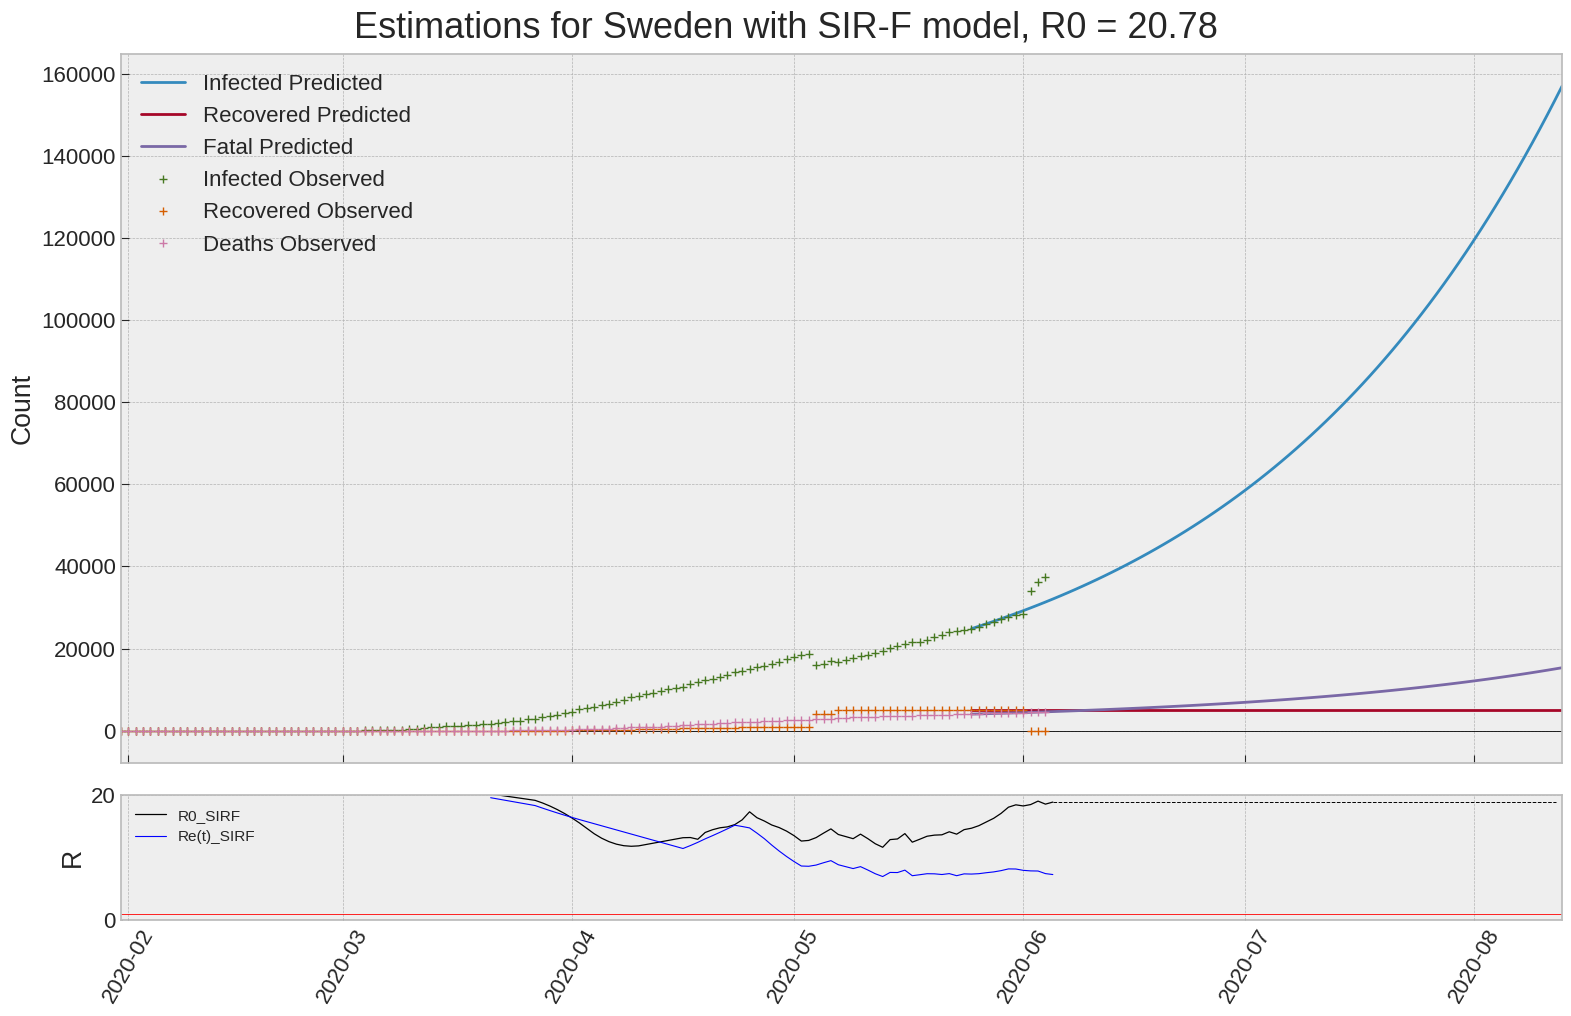 Estimations for Sweden with SIR-F model, R0 = 20.78
160000
140000
120000
100000
80000
60000
40000
20000
0
Count
Infected Predicted
Recovered Predicted
Fatal Predicted
Infected Observed
Recovered Observed
Deaths Observed
20
0
R
R0_SIRF
Re(t)_SIRF
2020-02
2020-03
2020-04
2020-05
2020-06
2020-07
2020-08